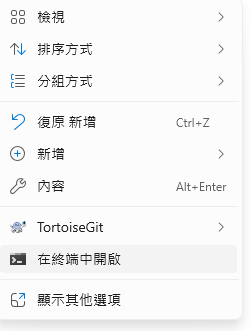 檢視
排序方式
分組方式
復原 新增 Ctrl+Z
新增
內容 Alt+Enter
TortoiseGit
在終端中開啟
顯示其他選項